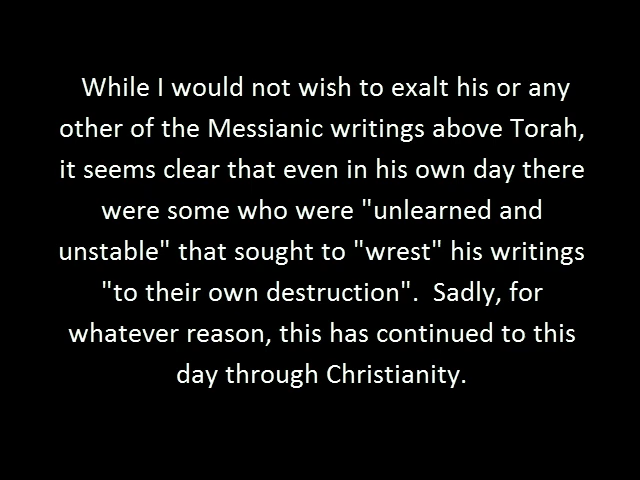 While I would not wish to exalt his or any
other of the Messianic writings above Torah,
it seems clear that even in his own day there
were some who were "unlearned and
unstable" that sought to "wrest" his writings
"to their own destruction".  Sadly, for
whatever reason, this has continued to this
day through Christianity.